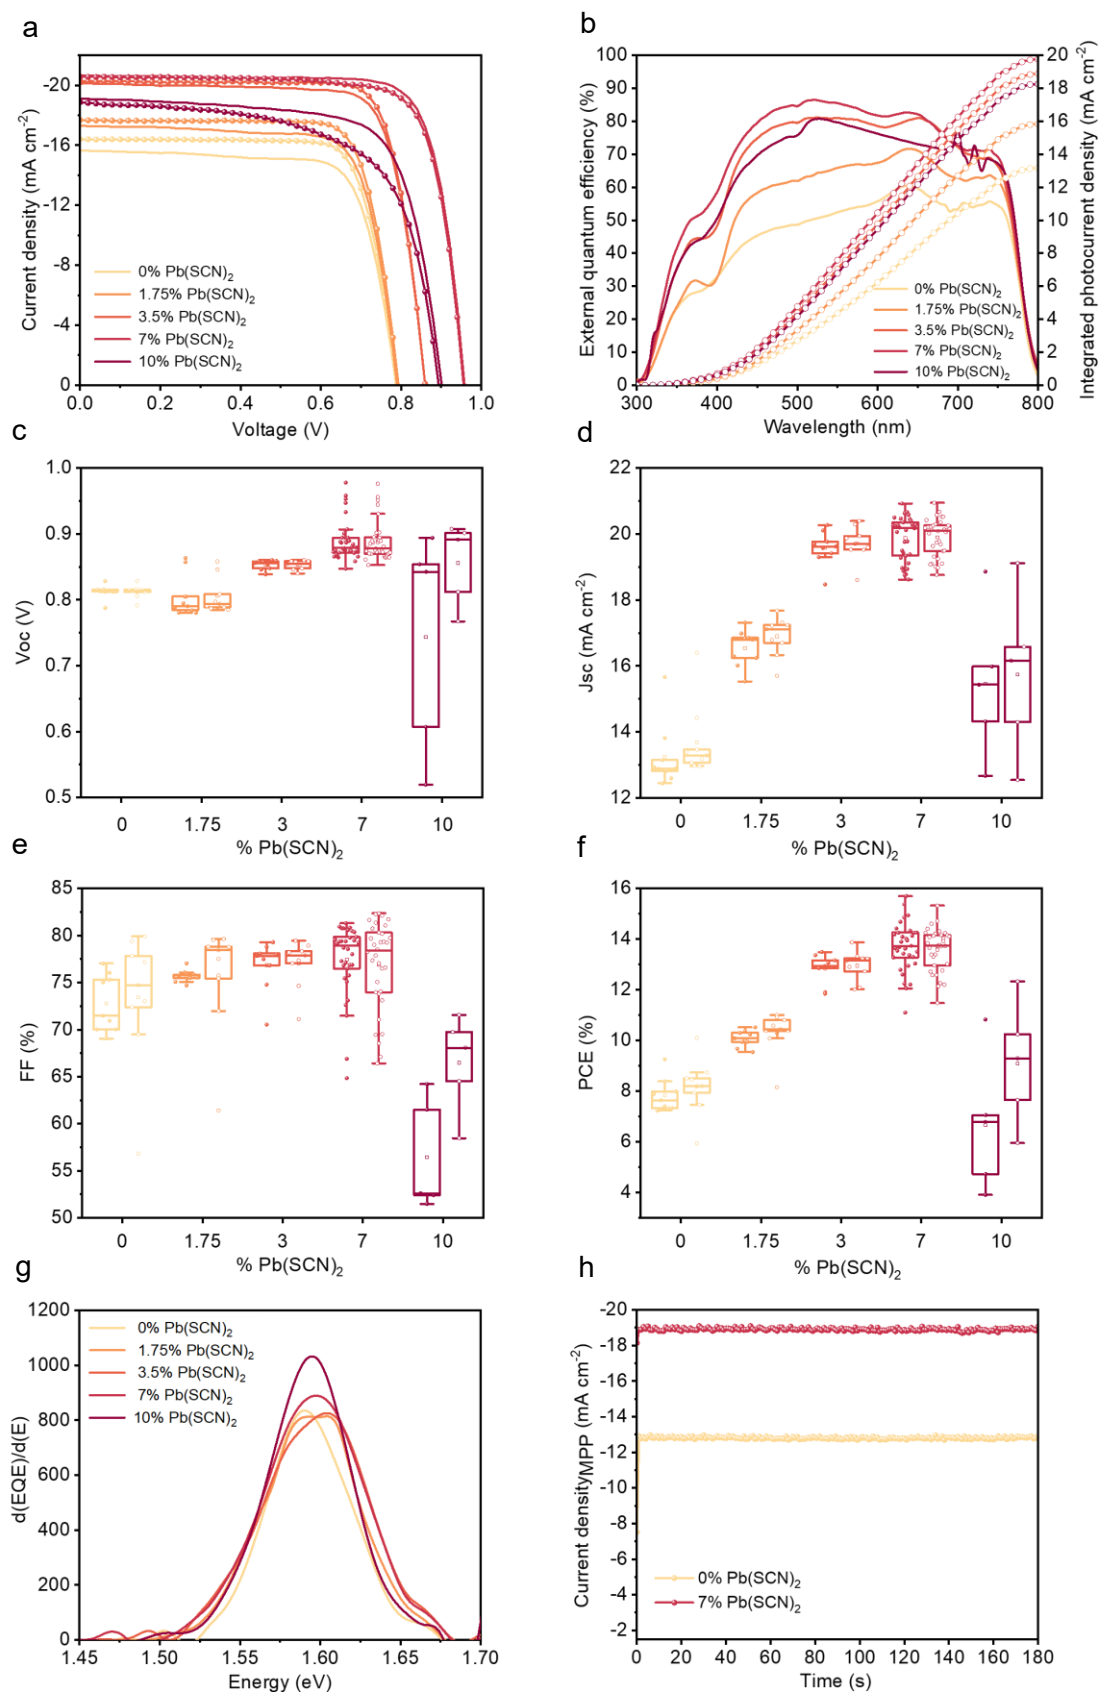 a
-20
-16
-12
-8
-4
0
0.0
0.2
0.4
0.6
0.8
1.0
Current density (mA cm-2)
Voltage (V)
0% Pb(SCN)2
1.75% Pb(SCN)2
3.5% Pb(SCN)2
7% Pb(SCN)2
10% Pb(SCN)2
b
100
90
80
70
60
50
40
30
20
10
0
300
400
500
600
700
800
20
18
16
14
12
10
8
6
4
2
0
External quantum efficiency (%)
Integrated photocurrent density (mA cm-2)
Wavelength (nm)
0% Pb(SCN)2
1.75% Pb(SCN)2
3.5% Pb(SCN)2
7% Pb(SCN)2
10% Pb(SCN)2
c
1.0
0.9
0.8
0.7
0.6
0.5
0
1.75
3
7
10
Voc (V)
% Pb(SCN)2
d
22
20
18
16
14
12
0
1.75
3
7
10
Jsc (mA cm-2)
% Pb(SCN)2
e
85
80
75
70
65
60
55
50
0
1.75
3
7
10
FF (%)
% Pb(SCN)2
f
16
14
12
10
8
6
4
0
1.75
3
7
10
PCE (%)
% Pb(SCN)2
g
1200
1000
800
600
400
200
0
1.45
1.50
1.55
1.60
1.65
1.70
d(EQE)/d(E)
Energy (eV)
0% Pb(SCN)2
1.75% Pb(SCN)2
3.5% Pb(SCN)2
7% Pb(SCN)2
10% Pb(SCN)2
h
-20
-18
-16
-14
-12
-10
-8
-6
-4
-2
0
20
40
60
80
100
120
140
160
180
Current densityMPP (mA cm-2)
Time (s)
0% Pb(SCN)2
7% Pb(SCN)2